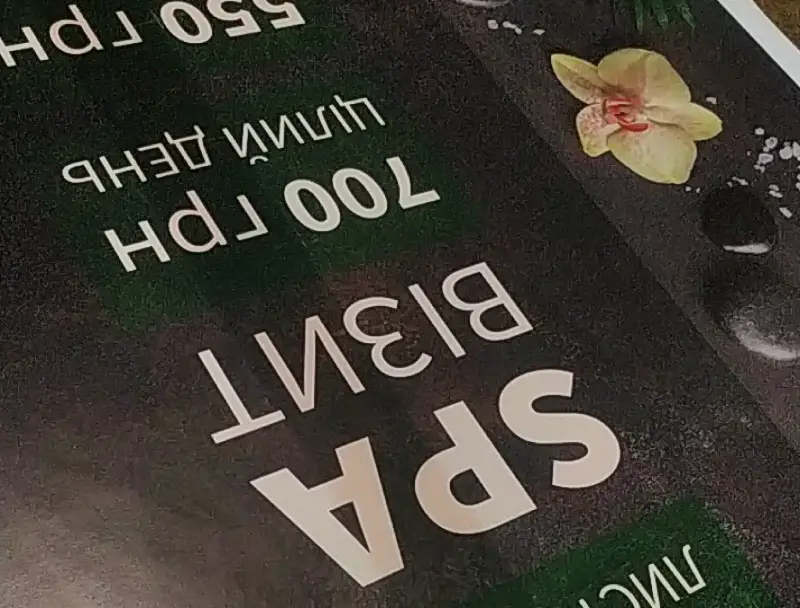 SPA
ВІЗИТ
700 грн
ЦІЛИЙ ДЕНЬ
550 грн